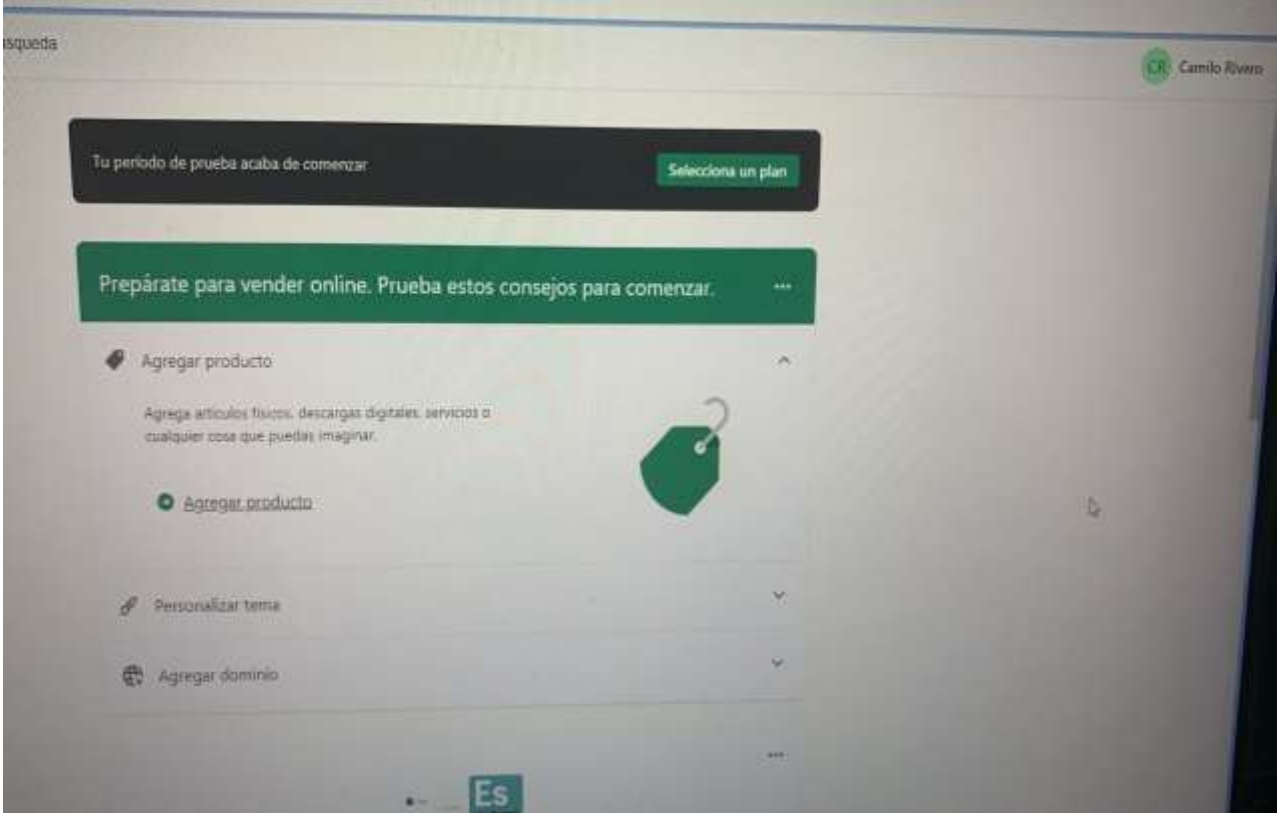 úsqueda
CR Camilo Rivero
Tu período de prueba acaba de comenzar
Selecciona un plan
Prepárate para vender online. Prueba estos consejos para comenzar.
Agregar producto
Agrega artículos físicos, descargas digitales, servicios o
cualquier cosa que puedas imaginar.
Agregar producto
Personalizar tema
Agregar dominio
Es